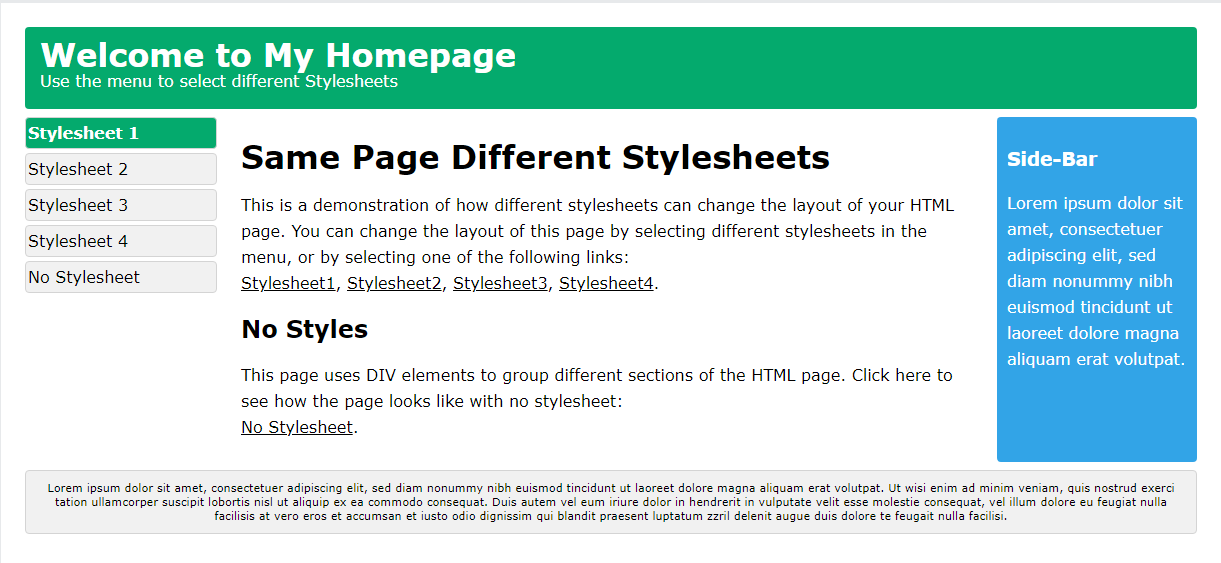 Welcome to My Homepage
Use the menu to select different Stylesheets
Stylesheet 1
Stylesheet 2
Stylesheet 3
Stylesheet 4
No Stylesheet
Same Page Different Stylesheets
This is a demonstration of how different stylesheets can change the layout of your HTML
page. You can change the layout of this page by selecting different stylesheets in the
menu, or by selecting one of the following links:
Stylesheet1, Stylesheet2, Stylesheet3, Stylesheet4.
No Styles
This page uses DIV elements to group different sections of the HTML page. Click here to
see how the page looks like with no stylesheet:
No Stylesheet.
Side-Bar
Lorem ipsum dolor sit
amet, consectetuer
adipiscing elit, sed
diam nonummy nibh
euismod tincidunt ut
laoreet dolore magna
aliquam erat volutpat.
Lorem ipsum dolor sit amet, consectetuer adipiscing elit, sed diam nonummy nibh euismod tincidunt ut laoreet dolore magna aliquam erat volutpat. Ut wisi enim ad minim veniam, quis nostrud exerci
tation ullamcorper suscipit lobortis nisl ut aliquip ex ea commodo consequat. Duis autem vel eum iriure dolor in hendrerit in vulputate velit esse molestie consequat, vel illum dolore eu feugiat nulla
facilisis at vero eros et accumsan et iusto odio dignissim qui blandit praesent luptatum zzril delenit augue duis dolore te feugait nulla facilisi.